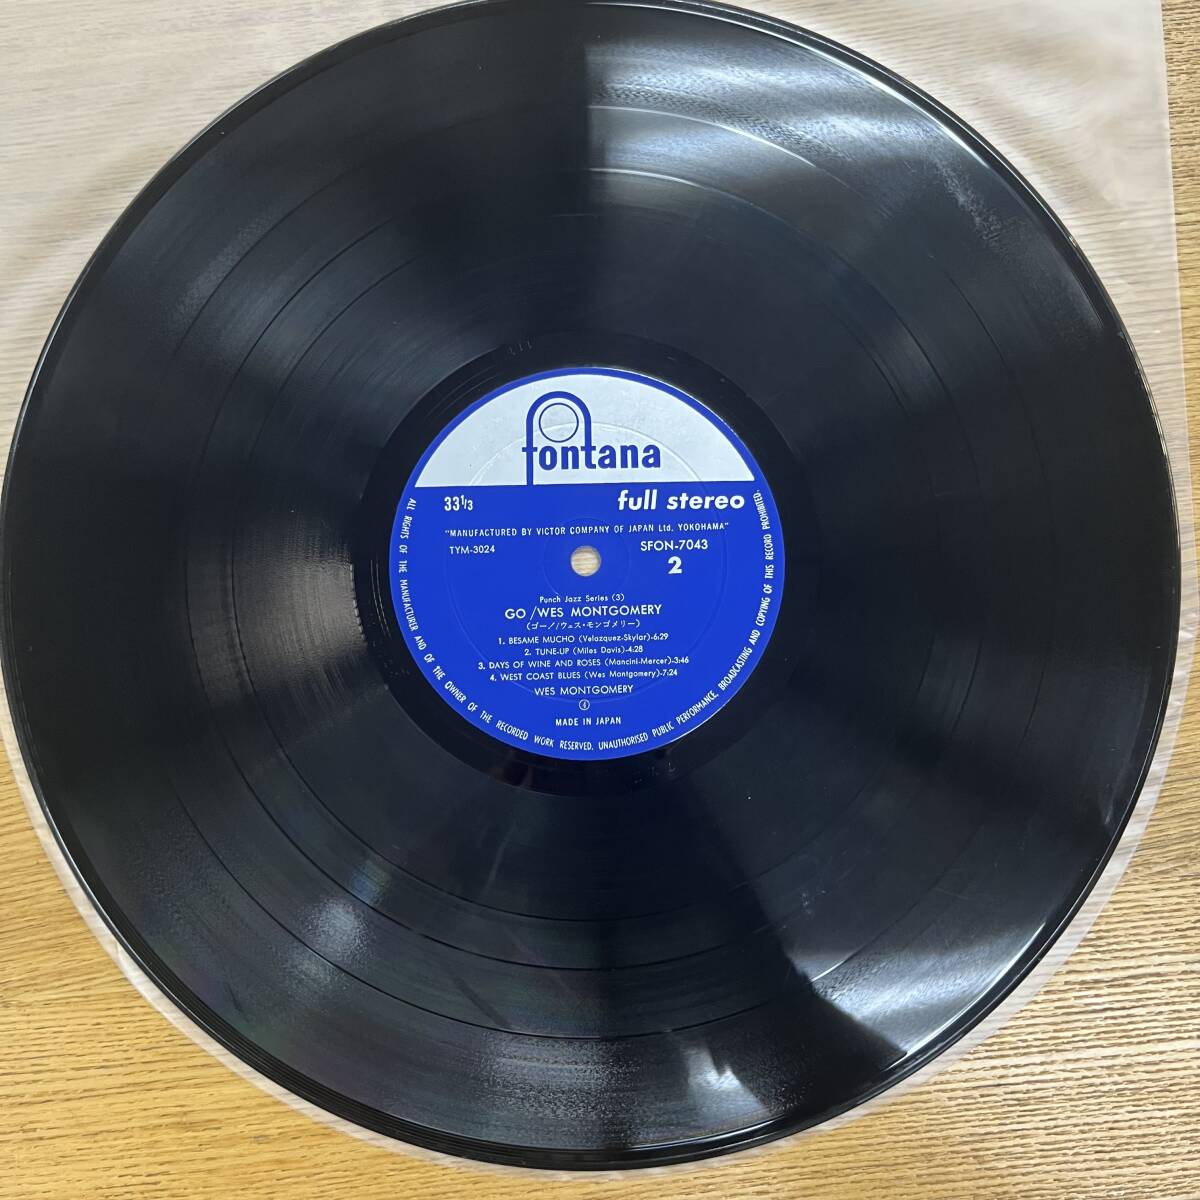 fontana
33 1/3 full stereo
"MANUFACTURED BY VICTOR COMPANY OF JAPAN Ltd. YOKOHAMA"
TYM-3024 SFON-7043
2
Punch Jazz Series (3)
GO/WES MONTGOMERY
(ゴー!/ウェス・モンゴメリー)
1. BESAME MUCHO (Velazquez-Skylar)-6:29
2. TUNE-UP (Miles Davis)-4:28
3. DAYS OF WINE AND ROSES (Mancini-Mercer)-3:46
4. WEST COAST BLUES (Wes Montgomery)-7:24
WES MONTGOMERY
MADE IN JAPAN
ALL RIGHTS OF THE MANUFACTURER AND OF THE OWNER OF THE RECORDED WORK RESERVED. UNAUTHORISED PUBLIC PERFORMANCE, BROADCASTING AND COPYING OF THIS RECORD PROHIBITED.